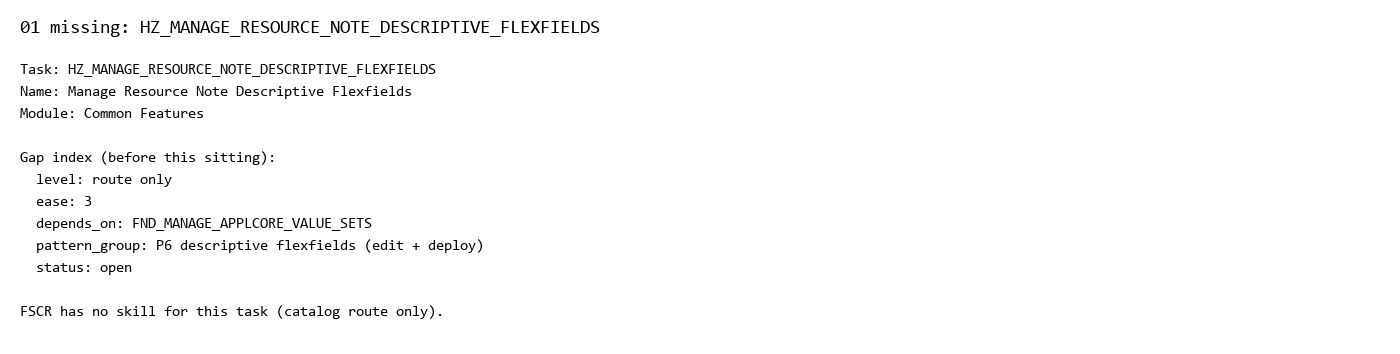 01 missing: HZ_MANAGE_RESOURCE_NOTE_DESCRIPTIVE_FLEXFIELDS
Task: HZ_MANAGE_RESOURCE_NOTE_DESCRIPTIVE_FLEXFIELDS
Name: Manage Resource Note Descriptive Flexfields
Module: Common Features
Gap index (before this sitting):
level: route only
ease: 3
depends_on: FND_MANAGE_APPLCORE_VALUE_SETS
pattern_group: P6 descriptive flexfields (edit + deploy)
status: open
FSCR has no skill for this task (catalog route only).